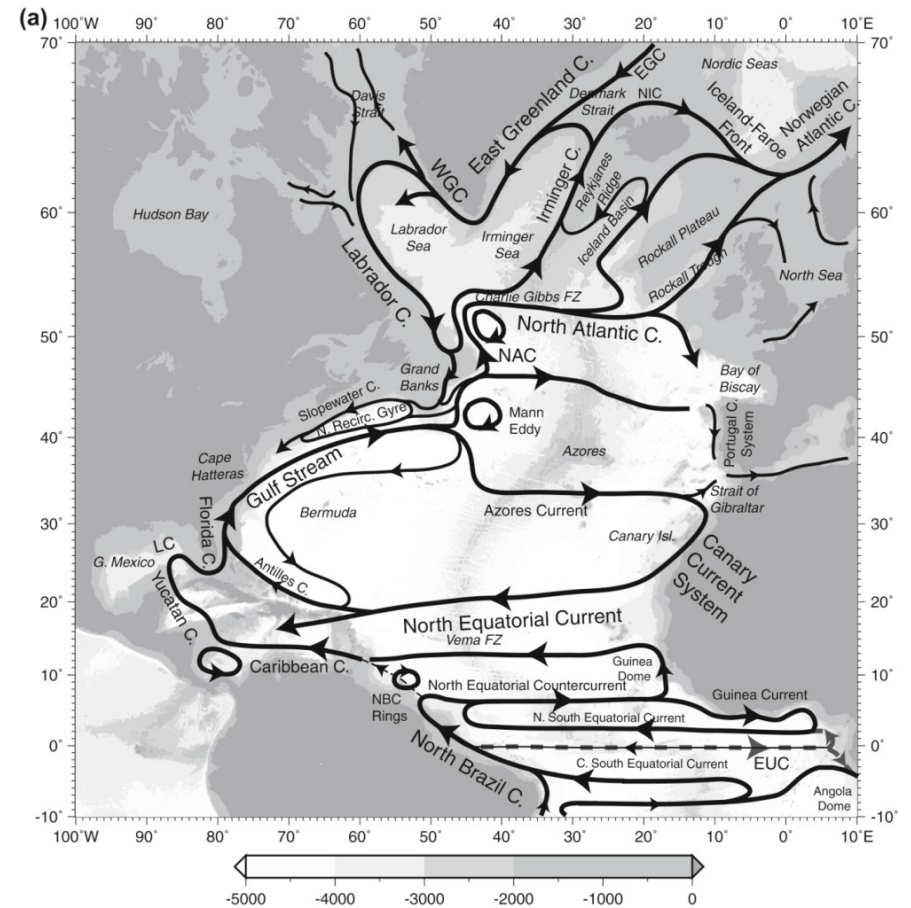 (a)
100˚W 90˚ 80˚ 70˚ 60˚ 50˚ 40˚ 30˚ 20˚ 10˚ 0˚ 10˚E
70˚ 70˚
EGC
Nordic Seas
East Greenland C.
Denmark
Strait
NIC
Davis
Strait
Iceland-Faroe
Front
Norwegian
Atlantic C.
WGC
Irminger C.
Reykjanes
Ridge
60˚ 60˚
Hudson Bay
Labrador
Sea
Irminger
Sea
Iceland Basin
Rockall Plateau
Rockall Trough
North Sea
Labrador C.
Charlie Gibbs FZ
50˚ 50˚
North Atlantic C.
NAC
Grand
Banks
Bay of
Biscay
Slopewater C.
N. Recirc. Gyre
Mann
Eddy
Portugal C.
System
40˚ 40˚
Cape
Hatteras
Azores
Gulf Stream
Strait of
Gibraltar
Florida C.
Bermuda
Azores Current
30˚ 30˚
Canary Isl.
LC
G. Mexico
Canary
Current
System
Yucatan C.
Antilles C.
20˚ 20˚
North Equatorial Current
Vema FZ
Caribbean C.
Guinea
Dome
10˚ 10˚
NBC
Rings
North Equatorial Countercurrent
Guinea Current
N. South Equatorial Current
North Brazil C.
0˚ 0˚
C. South Equatorial Current
EUC
Angola
Dome
-10˚ -10˚
100˚W 90˚ 80˚ 70˚ 60˚ 50˚ 40˚ 30˚ 20˚ 10˚ 0˚ 10˚E
-5000 -4000 -3000 -2000 -1000 0